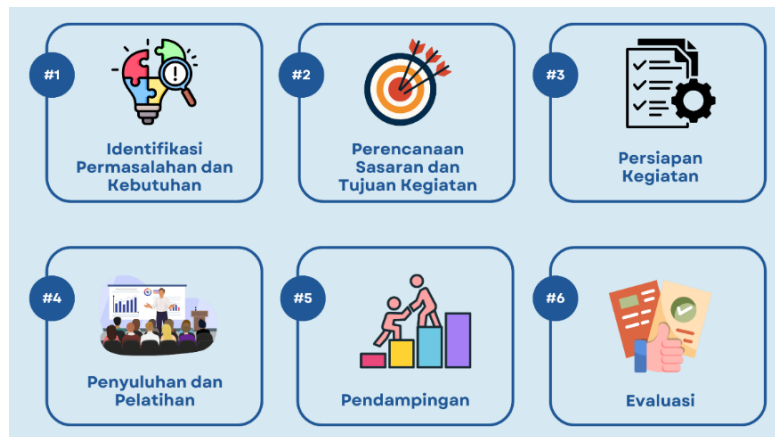 #1
Identifikasi
Permasalahan dan
Kebutuhan
#2
Perencanaan
Sasaran dan
Tujuan Kegiatan
#3
Persiapan
Kegiatan
#4
Penyuluhan dan
Pelatihan
#5
Pendampingan
#6
Evaluasi